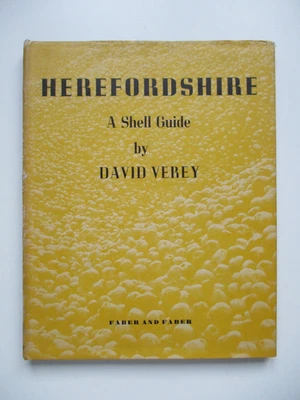 HEREFORDSHIRE
A Shell Guide
by
DAVID VEREY
FABER AND FABER